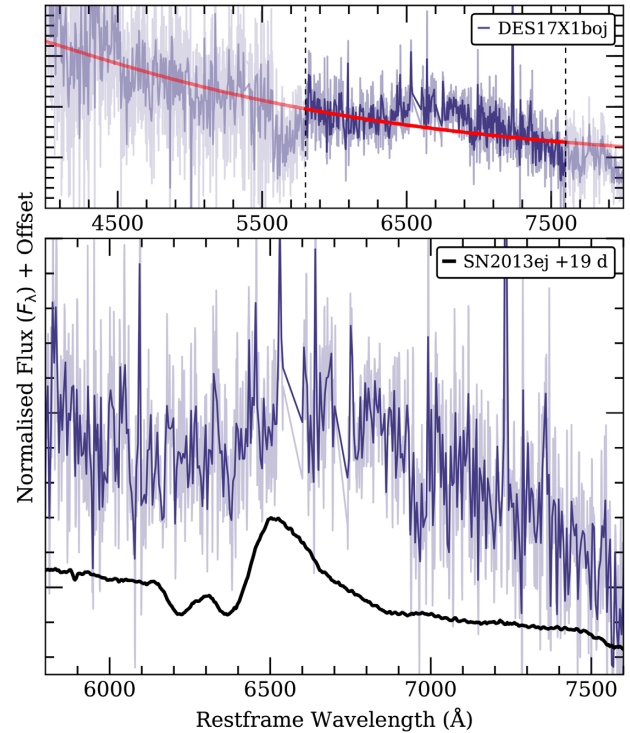 DES17X1boj
4500 5500 6500 7500
SN2013ej +19 d
Normalised Flux (Fλ) + Offset
6000 6500 7000 7500
Restframe Wavelength (Å)